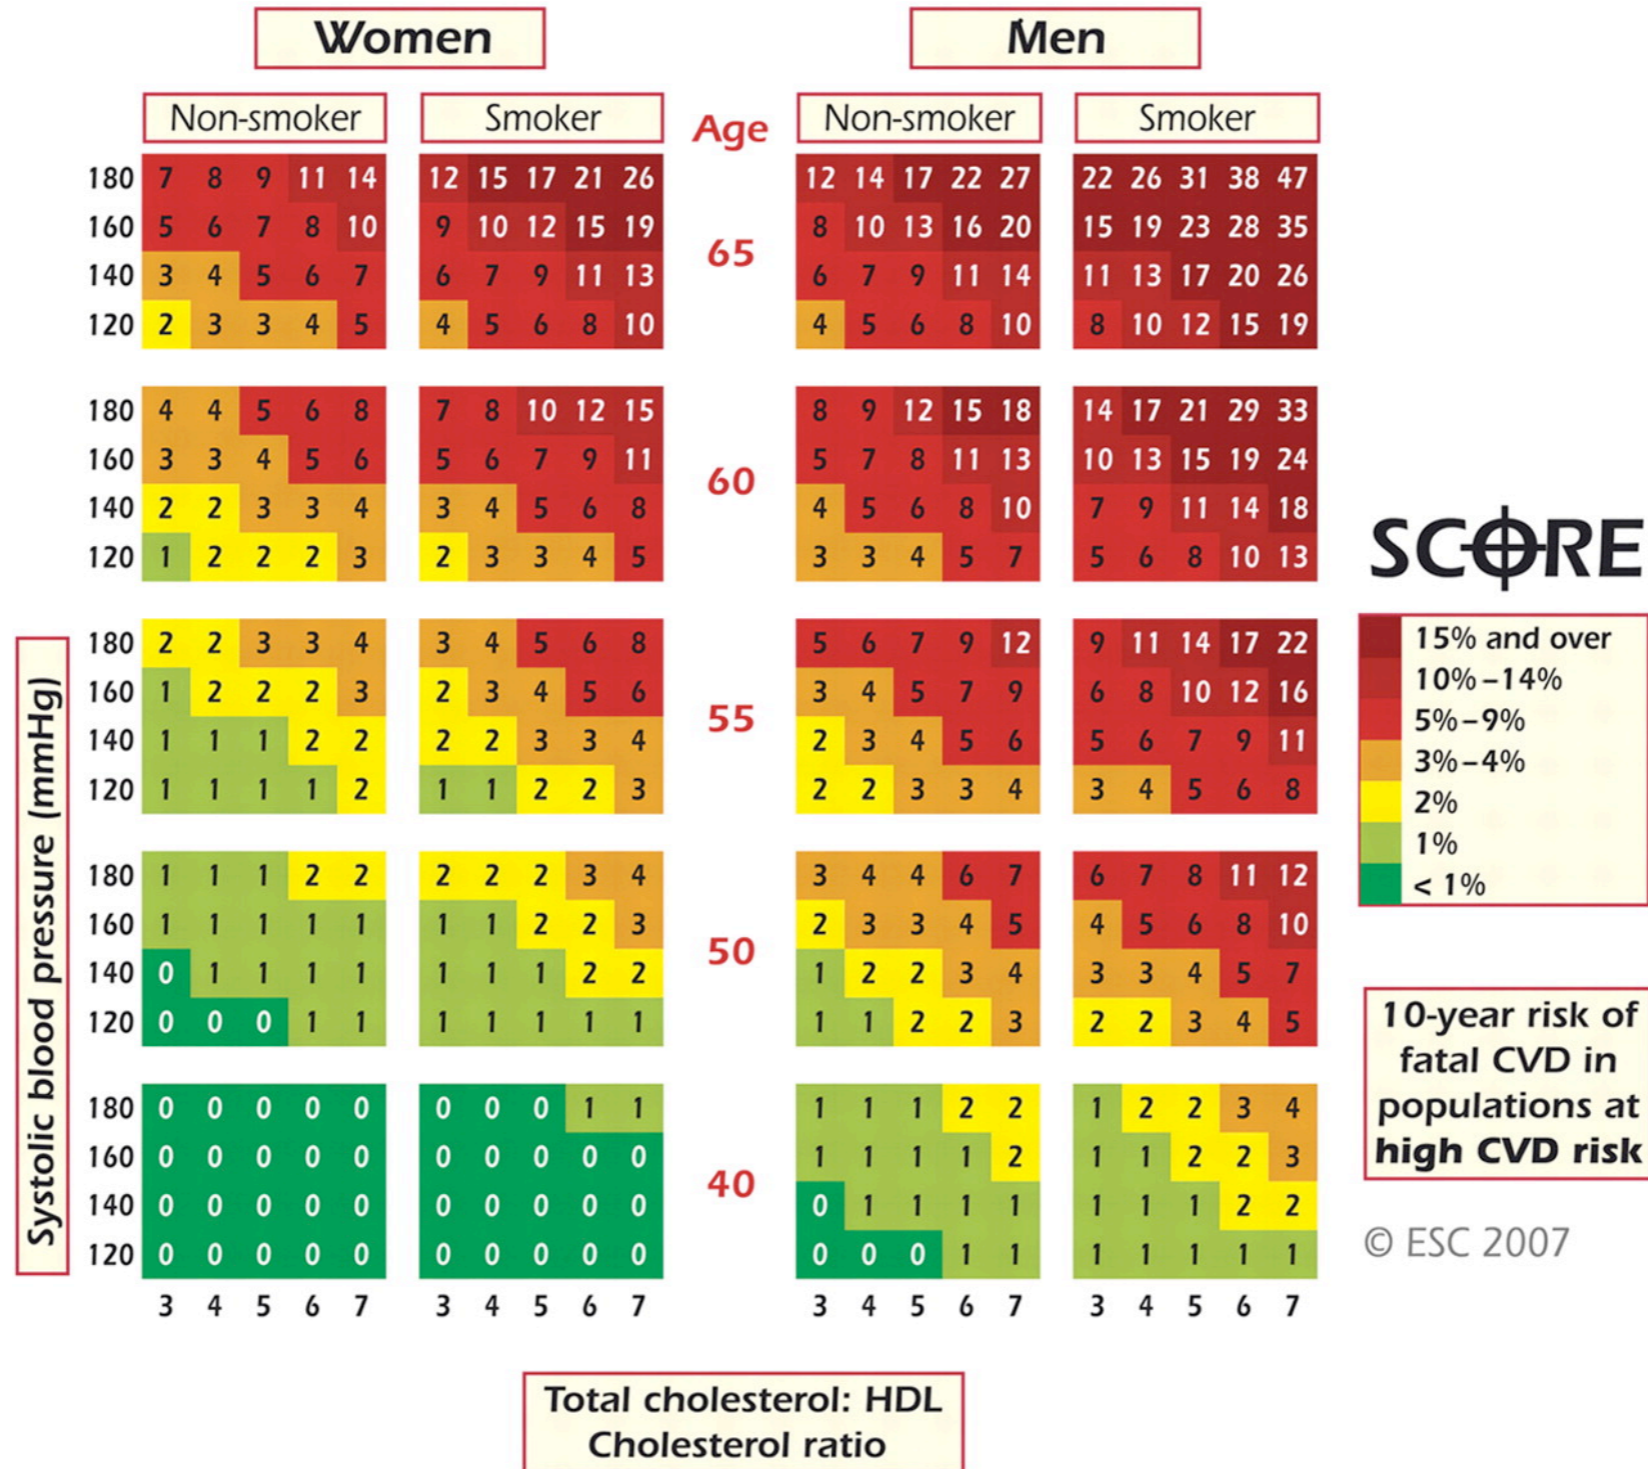 Women Men
Non-smoker Smoker Age Non-smoker Smoker
180 7 8 9 11 14 12 15 17 21 26 12 14 17 22 27 22 26 31 38 47
160 5 6 7 8 10 9 10 12 15 19 8 10 13 16 20 15 19 23 28 35
65
140 3 4 5 6 7 6 7 9 11 13 6 7 9 11 14 11 13 17 20 26
120 2 3 3 4 5 4 5 6 8 10 4 5 6 8 10 8 10 12 15 19
180 4 4 5 6 8 7 8 10 12 15 8 9 12 15 18 14 17 21 29 33
160 3 3 4 5 6 5 6 7 9 11 5 7 8 11 13 10 13 15 19 24
60
140 2 2 3 3 4 3 4 5 6 8 4 5 6 8 10 7 9 11 14 18
120 1 2 2 2 3 2 3 3 4 5 3 3 4 5 7 5 6 8 10 13
180 2 2 3 3 4 3 4 5 6 8 5 6 7 9 12 9 11 14 17 22
160 1 2 2 2 3 2 3 4 5 6 3 4 5 7 9 6 8 10 12 16
55
140 1 1 1 2 2 2 2 3 3 4 2 3 4 5 6 5 6 7 9 11
120 1 1 1 1 2 1 1 2 2 3 2 2 3 3 4 3 4 5 6 8
180 1 1 1 2 2 2 2 2 3 4 3 4 4 6 7 6 7 8 11 12
160 1 1 1 1 1 1 1 2 2 3 2 3 3 4 5 4 5 6 8 10
50
140 0 1 1 1 1 1 1 1 2 2 1 2 2 3 4 3 3 4 5 7
120 0 0 0 1 1 1 1 1 1 1 1 1 2 2 3 2 2 3 4 5
180 0 0 0 0 0 0 0 0 1 1 1 1 1 2 2 1 2 2 3 4
160 0 0 0 0 0 0 0 0 0 0 1 1 1 1 2 1 1 2 2 3
40
140 0 0 0 0 0 0 0 0 0 0 0 1 1 1 1 1 1 1 2 2
120 0 0 0 0 0 0 0 0 0 0 0 0 0 1 1 1 1 1 1 1
3 4 5 6 7 3 4 5 6 7 3 4 5 6 7 3 4 5 6 7
Systolic blood pressure (mmHg)
Total cholesterol: HDL
Cholesterol ratio
SCORE
15% and over
10%–14%
5%–9%
3%–4%
2%
1%
< 1%
10-year risk of
fatal CVD in
populations at
high CVD risk
© ESC 2007